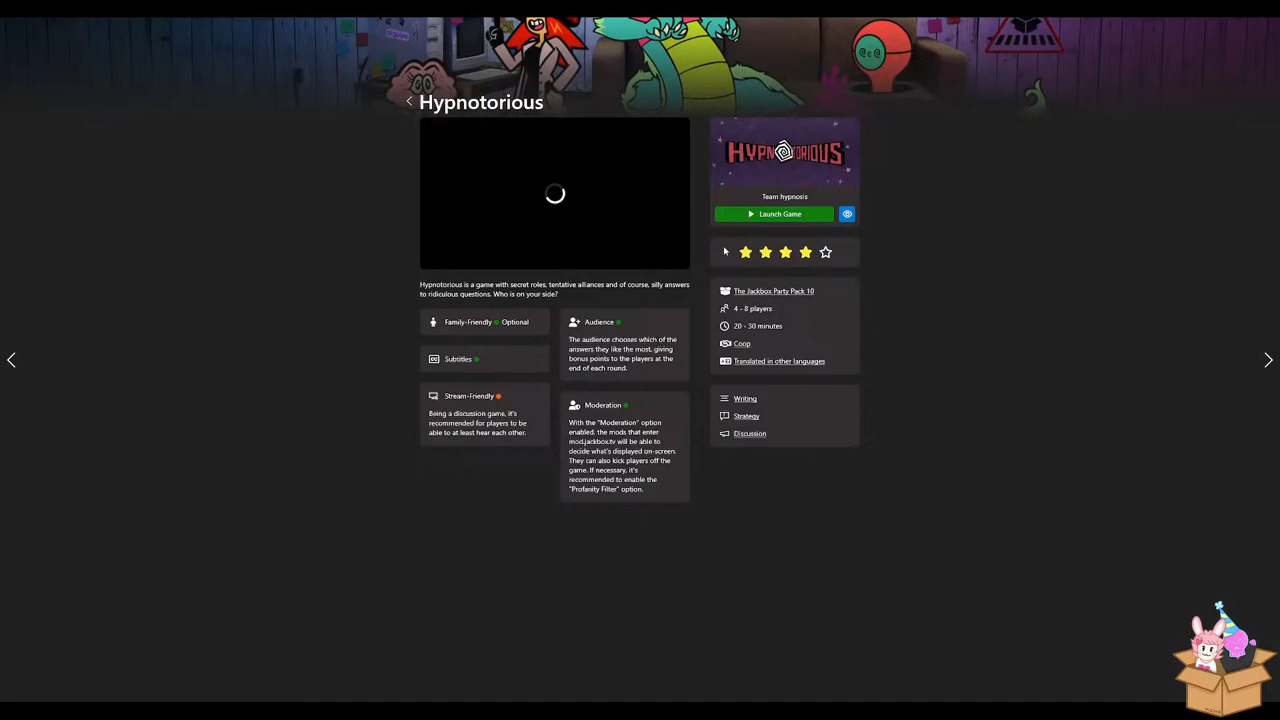 Hypnotorious
HYPNOTORIOUS
Team hypnosis
Launch Game
Hypnotorious is a game with secret roles, tentative alliances and of course, silly answers
to ridiculous questions. Who is on your side?
Family-Friendly Optional
Subtitles
Stream-Friendly
Being a discussion game, it's
recommended for players to be
able to at least hear each other.
Audience
The audience chooses which of the
answers they like the most, giving
bonus points to the players at the
end of each round.
Moderation
With the "Moderation" option
enabled, the mods that enter
mod.jackbox.tv will be able to
decide what's displayed on-screen.
They can also kick players off the
game. If necessary, it's
recommended to enable the
"Profanity Filter" option.
The Jackbox Party Pack 10
4 - 8 players
20 - 30 minutes
Coop
Translated in other languages
Writing
Strategy
Discussion